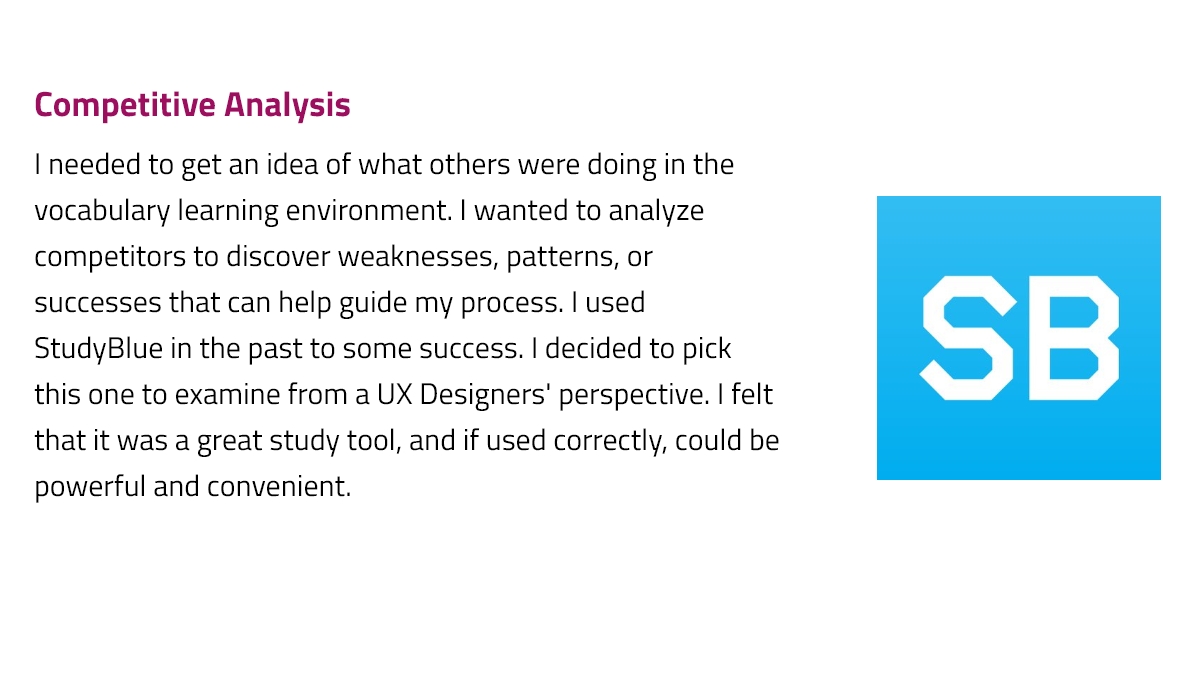 Competitive Analysis
I needed to get an idea of what others were doing in the
vocabulary learning environment. I wanted to analyze
competitors to discover weaknesses, patterns, or
successes that can help guide my process. I used
StudyBlue in the past to some success. I decided to pick
this one to examine from a UX Designers' perspective. I felt
that it was a great study tool, and if used correctly, could be
powerful and convenient.
SB